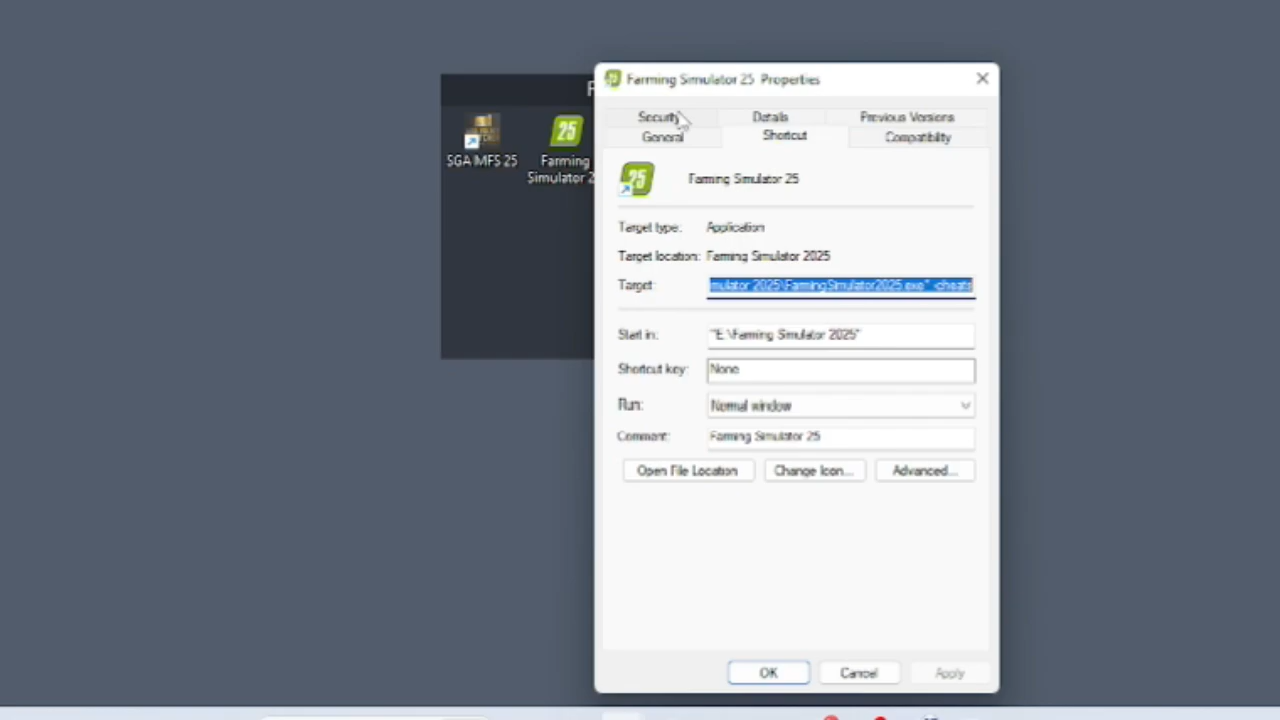 Farming Simulator 25 Properties
F
25
SGA IMFS 25
Farming
Simulator 2
Security
Details
Previous Versions
General
Shortcut
Compatibility
25
Farming Simulator 25
Target type: Application
Target location: Farming Simulator 2025
Target: mulator 2025\FarmingSimulator2025.exe" -cheats
Start in: "E:\Farming Simulator 2025"
Shortcut key: None
Run: Normal window
Comment: Farming Simulator 25
Open File Location
Change Icon...
Advanced...
OK
Cancel
Apply